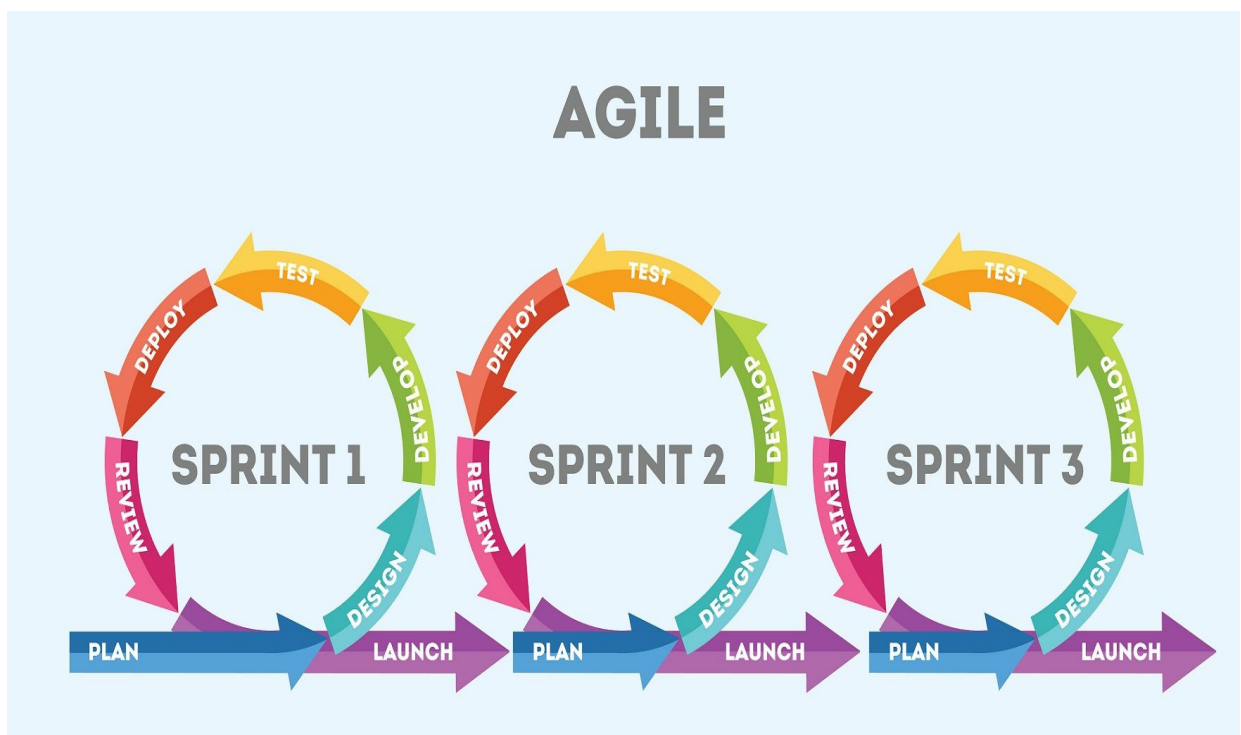 AGILE
TEST
DEPLOY
DEVELOP
SPRINT 1
REVIEW
DESIGN
PLAN
LAUNCH
TEST
DEPLOY
DEVELOP
SPRINT 2
REVIEW
DESIGN
PLAN
LAUNCH
TEST
DEPLOY
DEVELOP
SPRINT 3
REVIEW
DESIGN
PLAN
LAUNCH